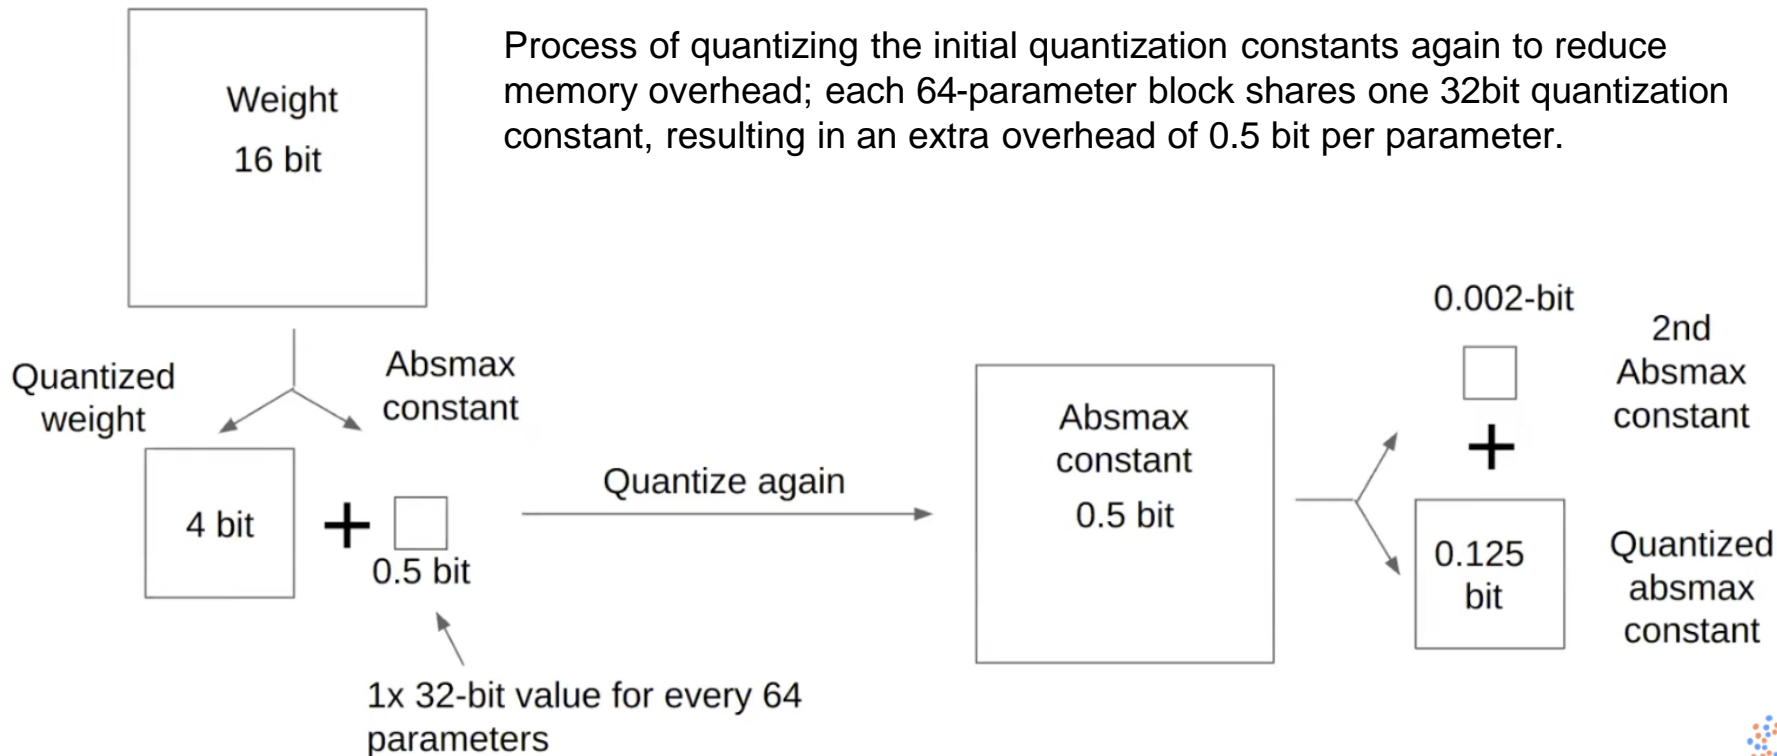 Process of quantizing the initial quantization constants again to reduce
memory overhead; each 64-parameter block shares one 32bit quantization
constant, resulting in an extra overhead of 0.5 bit per parameter.
Weight
16 bit
Quantized
weight
Absmax
constant
4 bit
+
0.5 bit
1x 32-bit value for every 64
parameters
Quantize again
Absmax
constant
0.5 bit
0.002-bit
2nd
Absmax
constant
+
0.125
bit
Quantized
absmax
constant